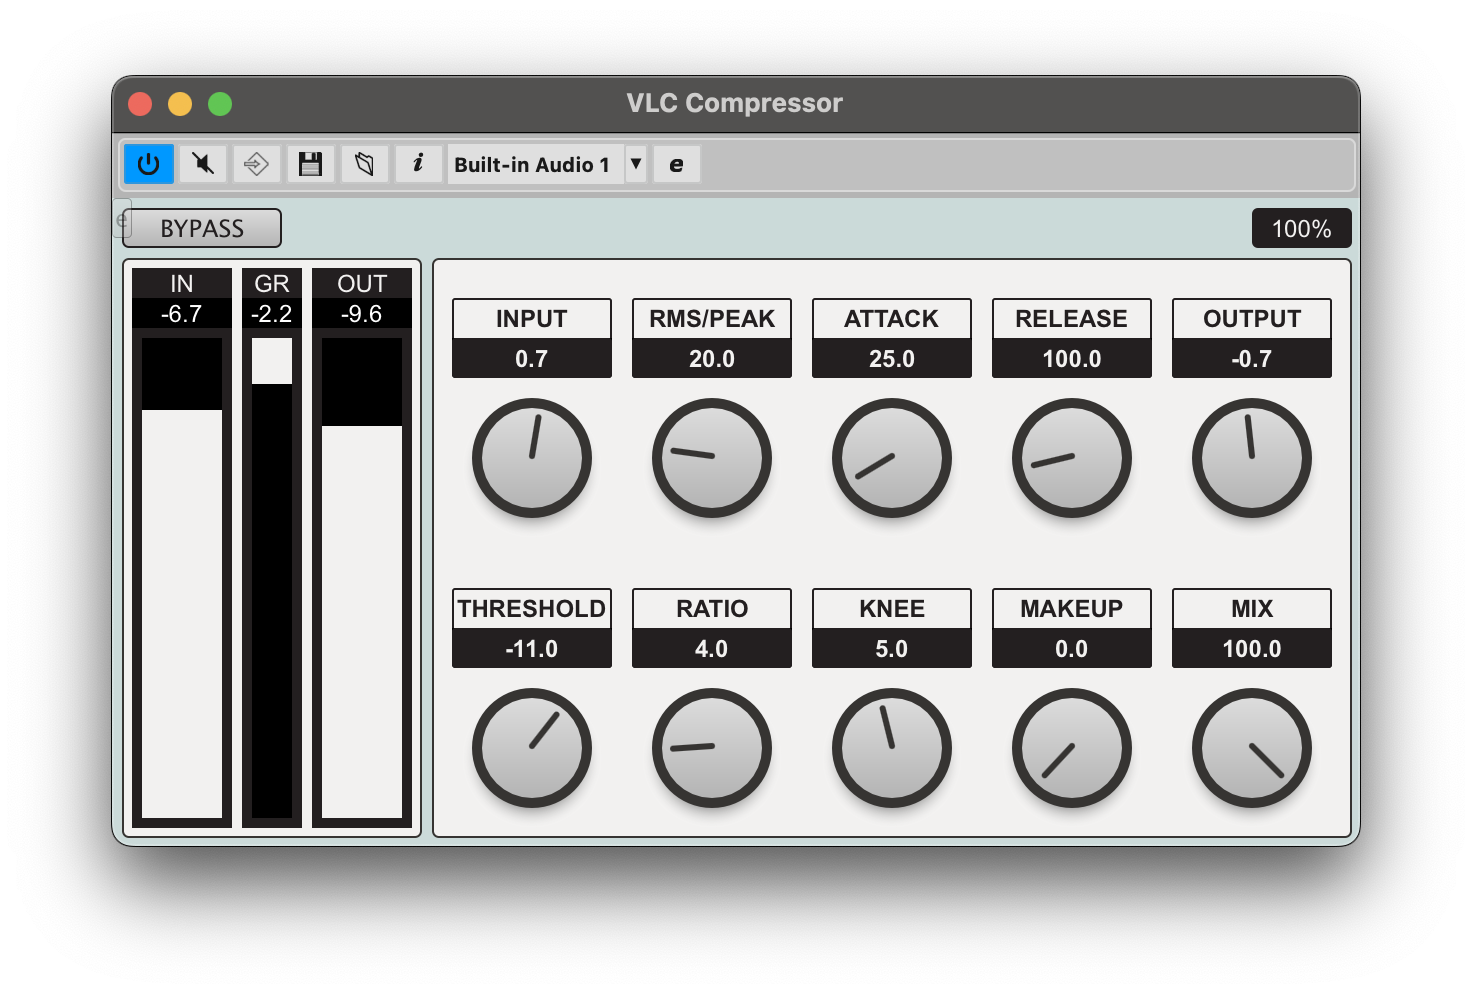 VLC Compressor
i
Built-in Audio 1
e
e
BYPASS
100%
IN
GR
OUT
-6.7
-2.2
-9.6
INPUT
RMS/PEAK
ATTACK
RELEASE
OUTPUT
0.7
20.0
25.0
100.0
-0.7
THRESHOLD
RATIO
KNEE
MAKEUP
MIX
-11.0
4.0
5.0
0.0
100.0